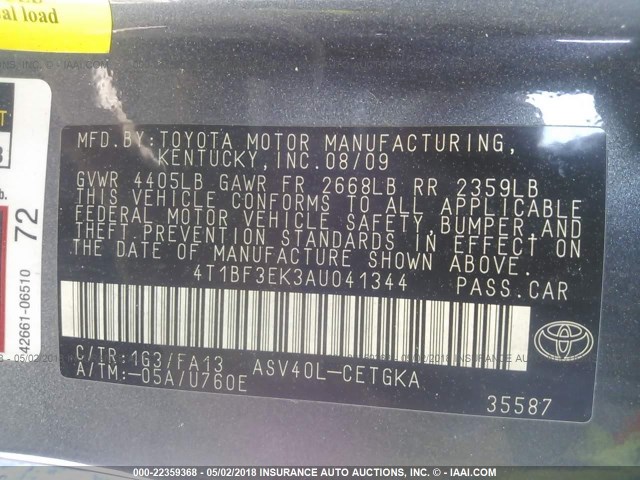 al load
MFD.BY:TOYOTA MOTOR MANUFACTURING,
KENTUCKY,INC.08/09
GVWR 4405LB GAWR FR 2668LB RR 2359LB
THIS VEHICLE CONFORMS TO ALL APPLICABLE
FEDERAL MOTOR VEHICLE SAFETY,BUMPER,AND
THEFT PREVENTION STANDARDS IN EFFECT ON
THE DATE OF MANUFACTURE SHOWN ABOVE.
4T1BF3EK3AU041344 PASS.CAR
C/TR:1G3/FA13 ASV40L-CETGKA
A/TM:-05A/U760E
35587
TOYOTA
72
42661-06510
000-22359368 - 05/02/2018 - INSURANCE AUTO AUCTIONS, INC. - © - IAAI.COM